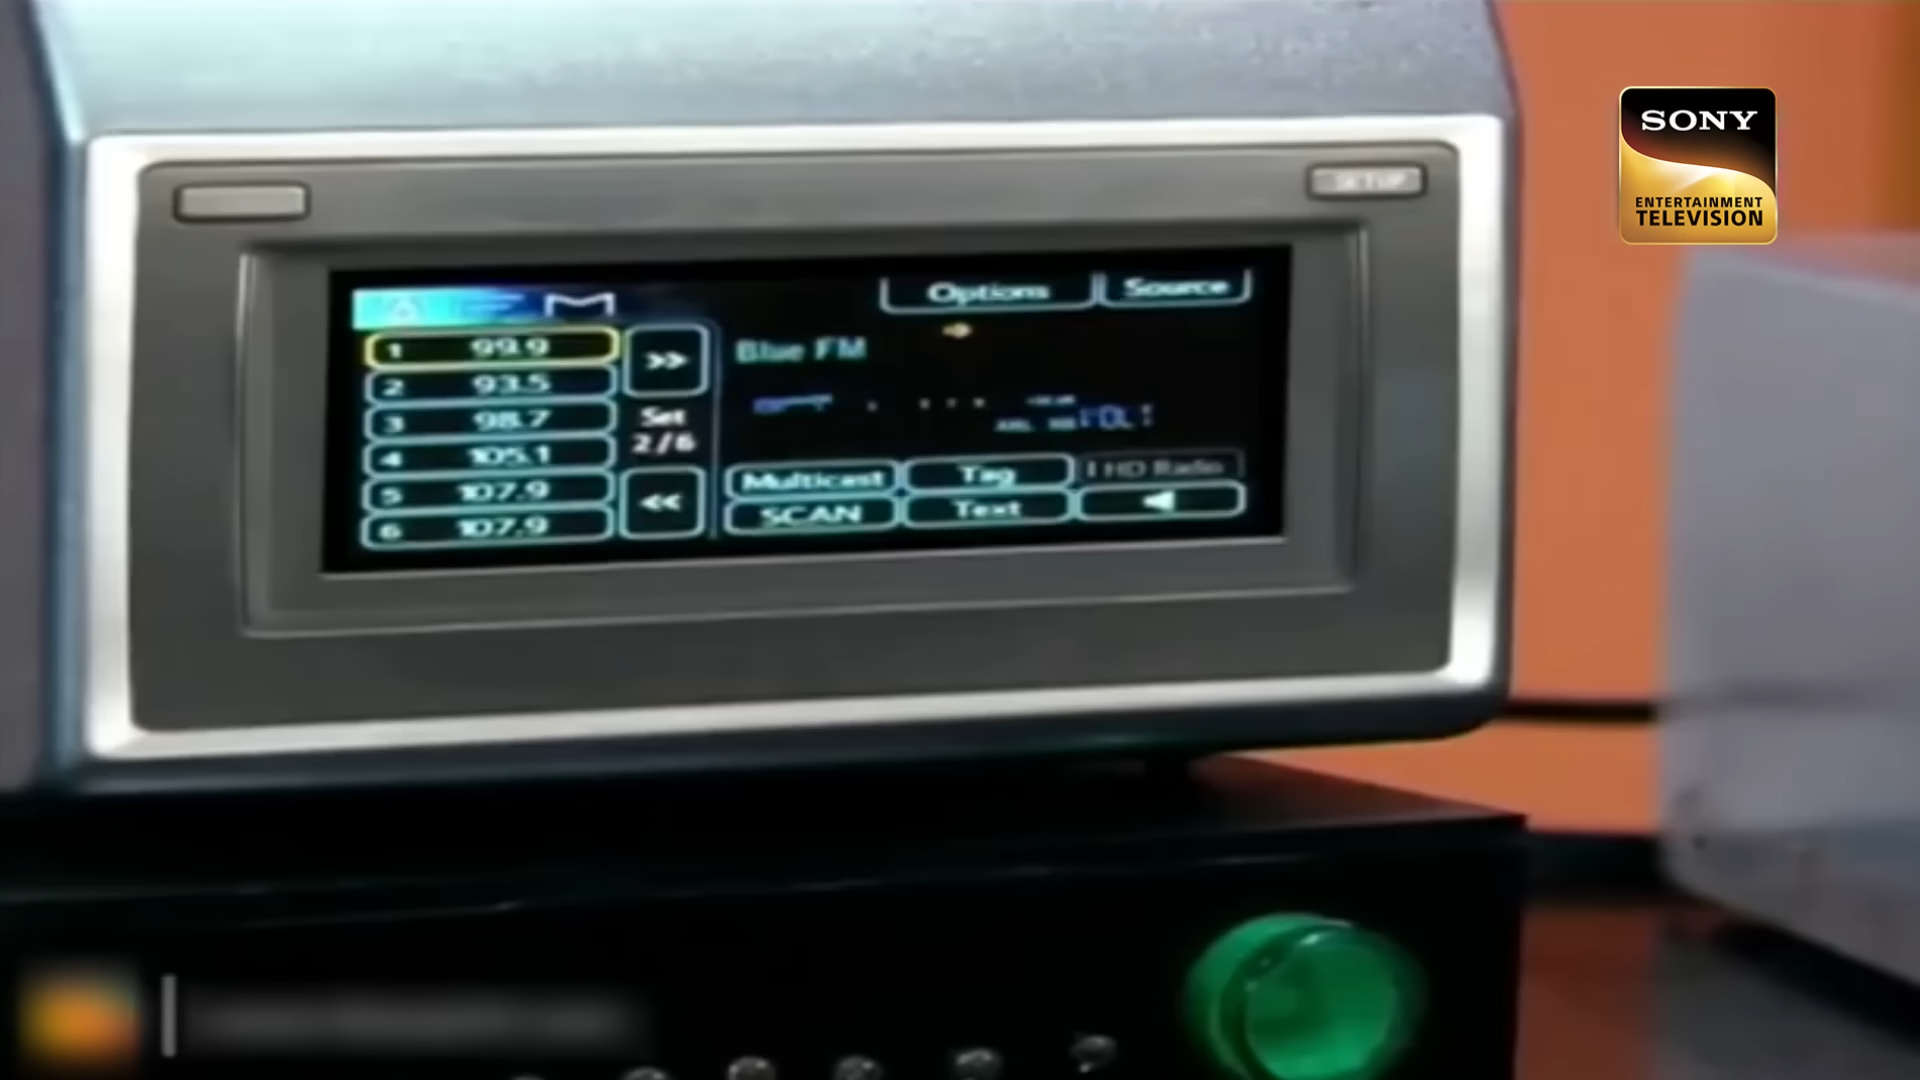 SONY
ENTERTAINMENT
TELEVISION
SETUP
Options
Source
1 99.9
2 93.5
3 98.7
4 105.1
5 107.9
6 107.9
>>
Set
2/6
<<
Blue FM
Multicast
Tag
HD Radio
SCAN
Text